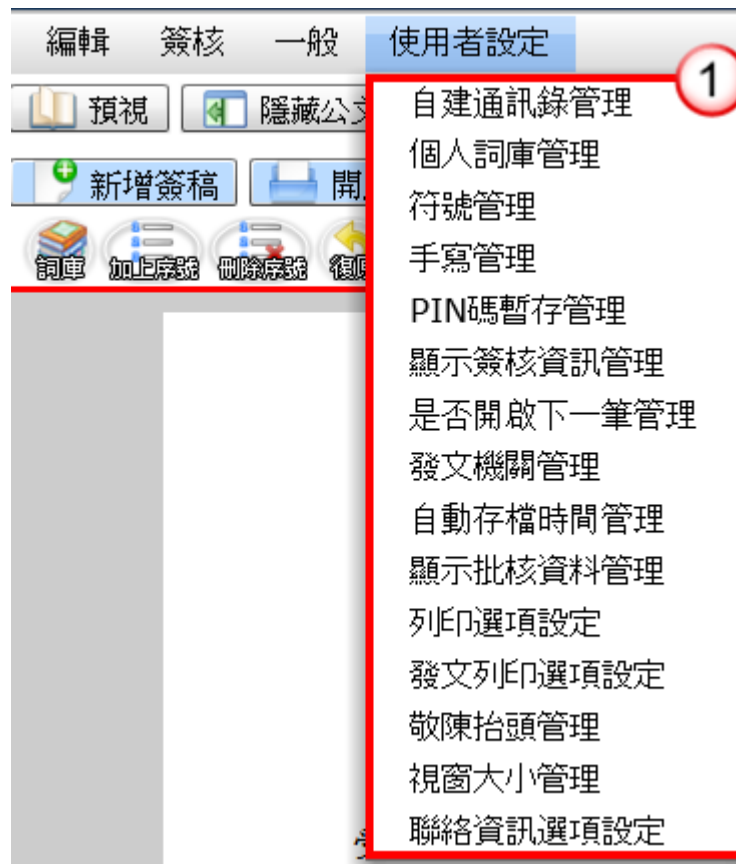 編輯 簽核 一般 使用者設定
1
預視 隱藏公文
新增簽稿 開
詞庫 加上序號 刪除序號 復原
自建通訊錄管理
個人詞庫管理
符號管理
手寫管理
PIN碼暫存管理
顯示簽核資訊管理
是否開啟下一筆管理
發文機關管理
自動存檔時間管理
顯示批核資料管理
列印選項設定
發文列印選項設定
敬陳抬頭管理
視窗大小管理
聯絡資訊選項設定